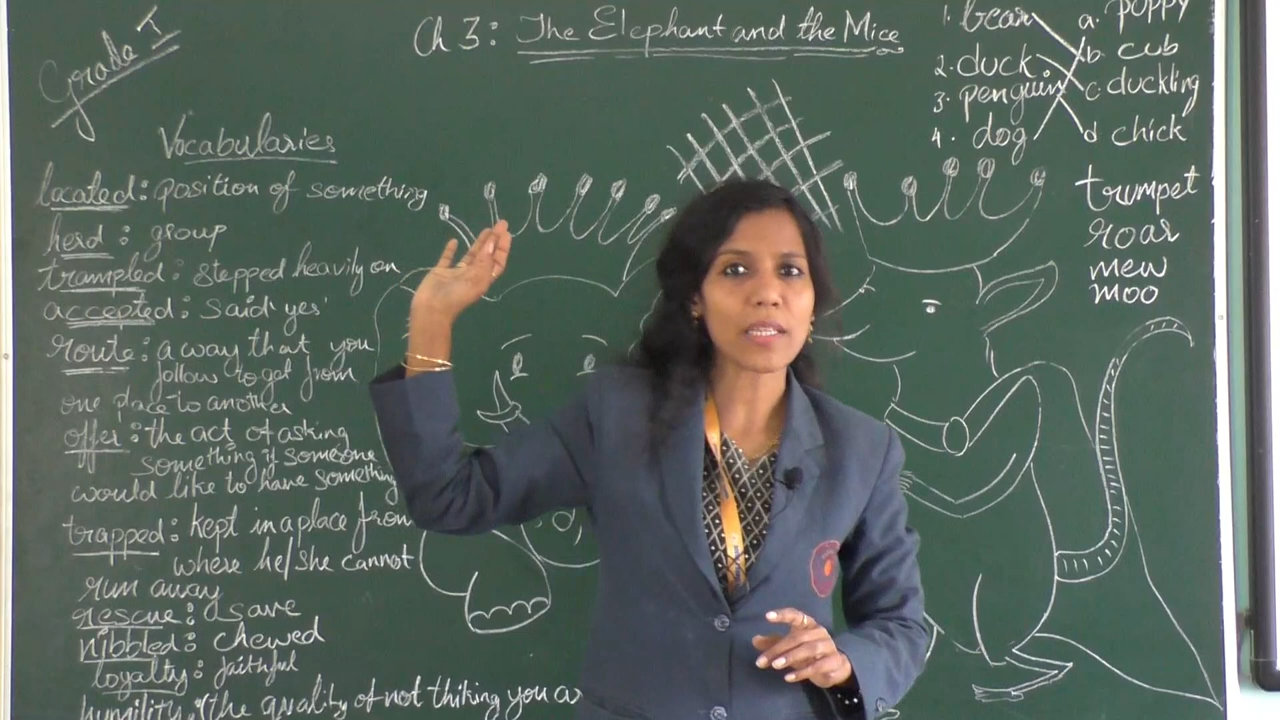 Grade I
Ch 3: The Elephant and the Mice
Vocabularies
lacated: position of something
herd: group
trampled: stepped heavily on
accepted: said 'yes'
route: a way that you
follow to get from
one place to another
offer: the act of asking
something if someone
would like to have something
trapped: kept in a place from
where he/she cannot
run away
rescue: save
nibbled: chewed
loyalty: faithful
humility: (the quality of not thiking you as
1. bear
2. duck
3. penguin
4. dog
a. puppy
b. cub
c. duckling
d chick
trumpet
roar
mew
moo